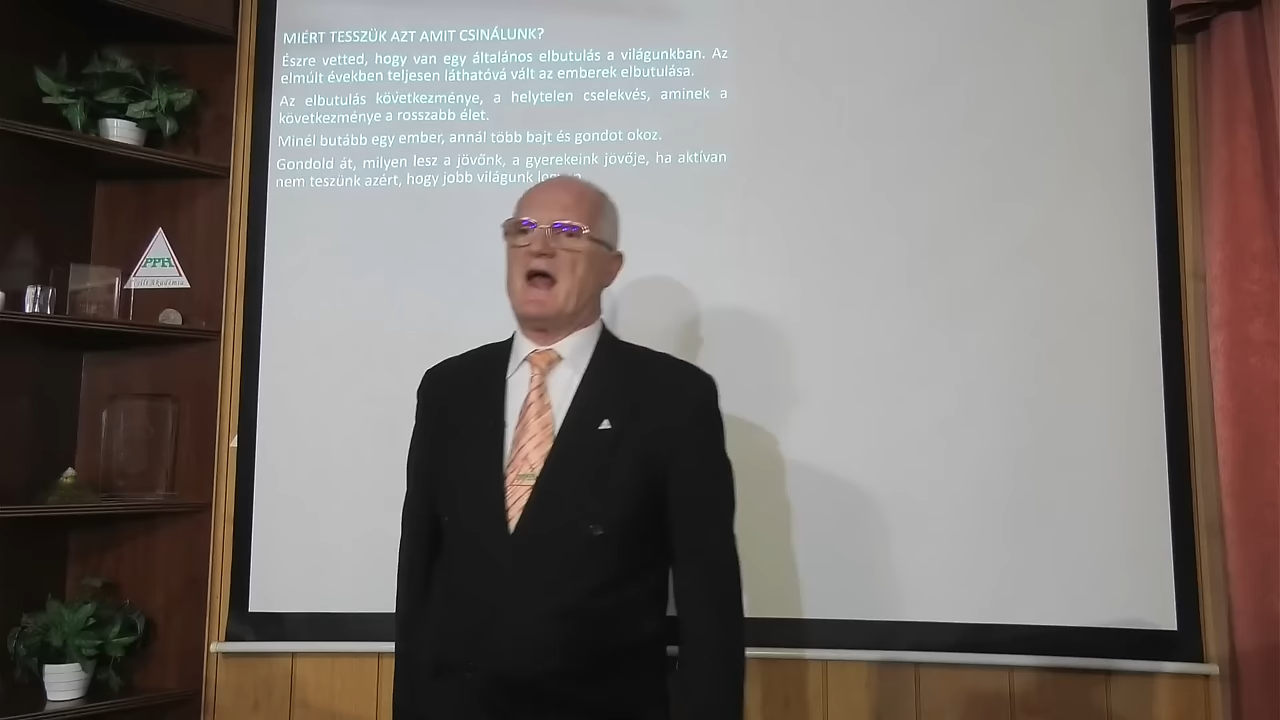 MIÉRT TESSZÜK AZT AMIT CSINÁLUNK?
Észre vetted, hogy van egy általános elbutulás a világunkban. Az
elmúlt években teljesen láthatóvá vált az emberek elbutulása.
Az elbutulás következménye, a helytelen cselekvés, aminek a
következménye a rosszabb élet.
Minél butább egy ember, annál több bajt és gondot okoz.
Gondold át, milyen lesz a jövőnk, a gyerekeink jövője, ha aktívan
nem teszünk azért, hogy jobb világunk
PPH